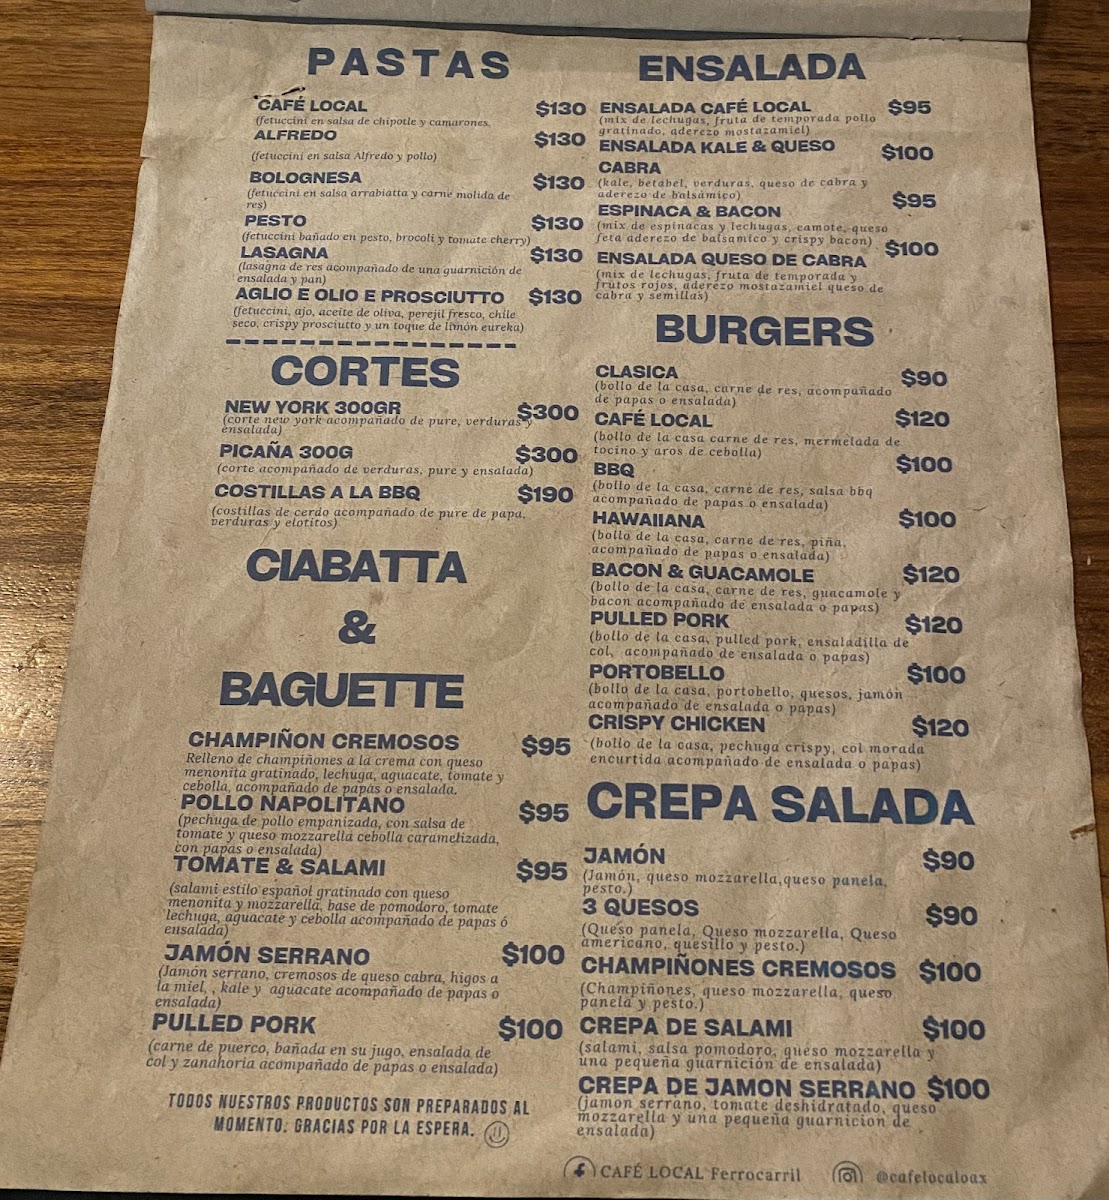 PASTAS
CAFÉ LOCAL $130
(fetuccini en salsa de chipotle y camarones.
ALFREDO $130
(fetuccini en salsa Alfredo y pollo)
BOLOGNESA $130
(fetuccini en salsa arrabiatta y carne molida de
res)
PESTO $130
(fetuccini bañado en pesto, brocoli y tomate cherry)
LASAGNA $130
(lasagna de res acompañado de una guarnición de
ensalada y pan)
AGLIO E OLIO E PROSCIUTTO $130
(fetuccini, ajo, aceite de oliva, perejil fresco, chile
seco, crispy prosciutto y un toque de limón eureka)
CORTES
NEW YORK 300GR $300
(corte new york acompañado de pure, verduras y
ensalada)
PICAÑA 300G $300
(corte acompañado de verduras, pure y ensalada)
COSTILLAS A LA BBQ $190
(costillas de cerdo acompañado de pure de papa,
verduras y elotitos)
CIABATTA
&
BAGUETTE
CHAMPIÑON CREMOSOS $95
Relleno de champiñones a la crema con queso
menonita gratinado, lechuga, aguacate, tomate y
cebolla, acompañado de papas o ensalada.
POLLO NAPOLITANO $95
(pechuga de pollo empanizada, con salsa de
tomate y queso mozzarella cebolla caramelizada,
con papas o ensalada)
TOMATE & SALAMI $95
(salami estilo español gratinado con queso
menonita y mozzarella, base de pomodoro, tomate
lechuga, aguacate y cebolla acompañado de papas ó
ensalada)
JAMÓN SERRANO $100
(Jamón serrano, cremosos de queso cabra, higos a
la miel, , kale y aguacate acompañado de papas o
ensalada)
PULLED PORK $100
(carne de puerco, bañada en su jugo, ensalada de
col y zanahoria acompañado de papas o ensalada)
TODOS NUESTROS PRODUCTOS SON PREPARADOS AL
MOMENTO. GRACIAS POR LA ESPERA.
ENSALADA
ENSALADA CAFÉ LOCAL $95
(mix de lechugas, fruta de temporada pollo
gratinado, aderezo mostazamiel)
ENSALADA KALE & QUESO $100
CABRA
(kale, betabel, verduras, queso de cabra y
aderezo de balsámico)
ESPINACA & BACON $95
(mix de espinacas y lechugas, camote, queso
feta aderezo de balsamico y crispy bacon)
ENSALADA QUESO DE CABRA $100
(mix de lechugas, fruta de temporada y
frutos rojos, aderezo mostazamiel queso de
cabra y semillas)
BURGERS
CLASICA $90
(bollo de la casa, carne de res, acompañado
de papas o ensalada)
CAFÉ LOCAL $120
(bollo de la casa carne de res, mermelada de
tocino y aros de cebolla)
BBQ $100
(bollo de la casa, carne de res, salsa bbq
acompañado de papas o ensalada)
HAWAIIANA $100
(bollo de la casa, carne de res, piña,
acompañado de papas o ensalada)
BACON & GUACAMOLE $120
(bollo de la casa, carne de res, guacamole y
bacon acompañado de ensalada o papas)
PULLED PORK $120
(bollo de la casa, pulled pork, ensaladilla de
col, acompañado de ensalada o papas)
PORTOBELLO $100
(bollo de la casa, portobello, quesos, jamón
acompañado de ensalada o papas)
CRISPY CHICKEN $120
(bollo de la casa, pechuga crispy, col morada
encurtida acompañado de ensalada o papas)
CREPA SALADA
JAMÓN $90
(Jamón, queso mozzarella,queso panela,
pesto.)
3 QUESOS $90
(Queso panela, Queso mozzarella, Queso
americano, quesillo y pesto.)
CHAMPIÑONES CREMOSOS $100
(Champiñones, queso mozzarella, queso
panela y pesto.)
CREPA DE SALAMI $100
(salami, salsa pomodoro, queso mozzarella y
una pequeña guarnición de ensalada)
CREPA DE JAMON SERRANO $100
(jamon serrano, tomate deshidratado, queso
mozzarella y una pequeña guarnicion de
ensalada)
CAFÉ LOCAL Ferrocarril @cafelocaloax